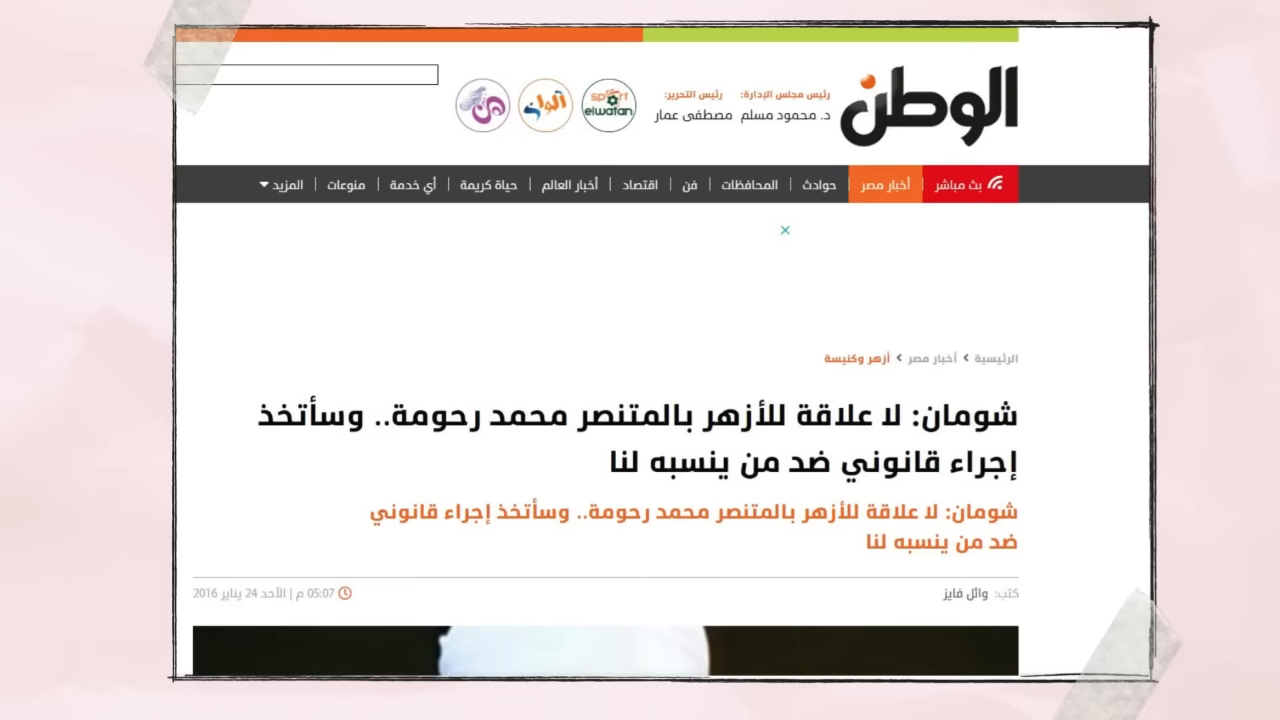 الوطن
رئيس مجلس الإدارة: رئيس التحرير:
د. محمود مسلم مصطفى عمار
sport
elwatan
ألوان
هن
بث مباشر | أخبار مصر | حوادث | المحافظات | فن | اقتصاد | أخبار العالم | حياة كريمة | أي خدمة | منوعات | المزيد
الرئيسية > أخبار مصر > أزهر وكنيسة
شومان: لا علاقة للأزهر بالمتنصر محمد رحومة.. وسأتخذ
إجراء قانوني ضد من ينسبه لنا
شومان: لا علاقة للأزهر بالمتنصر محمد رحومة.. وسأتخذ إجراء قانوني
ضد من ينسبه لنا
كتب: وائل فايز
05:07 م | الأحد 24 يناير 2016